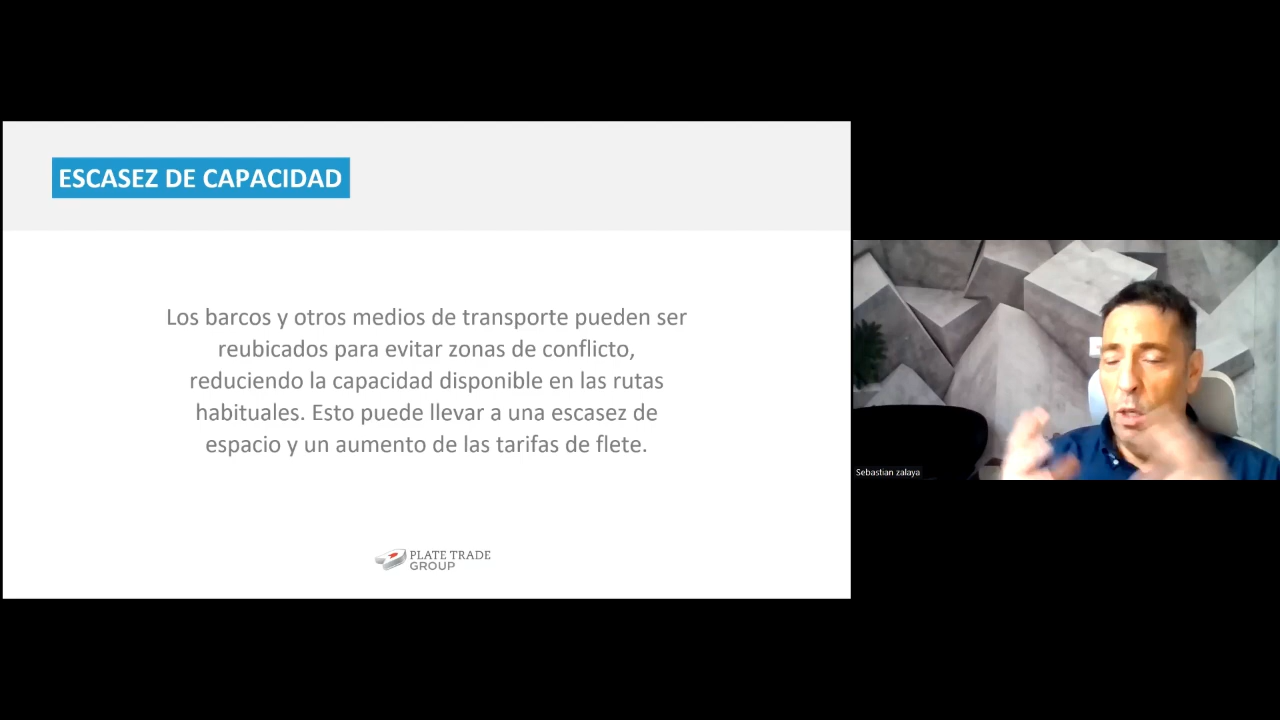 ESCASEZ DE CAPACIDAD
Los barcos y otros medios de transporte pueden ser
reubicados para evitar zonas de conflicto,
reduciendo la capacidad disponible en las rutas
habituales. Esto puede llevar a una escasez de
espacio y un aumento de las tarifas de flete.
PLATE TRADE
GROUP
Sebastian zalaya